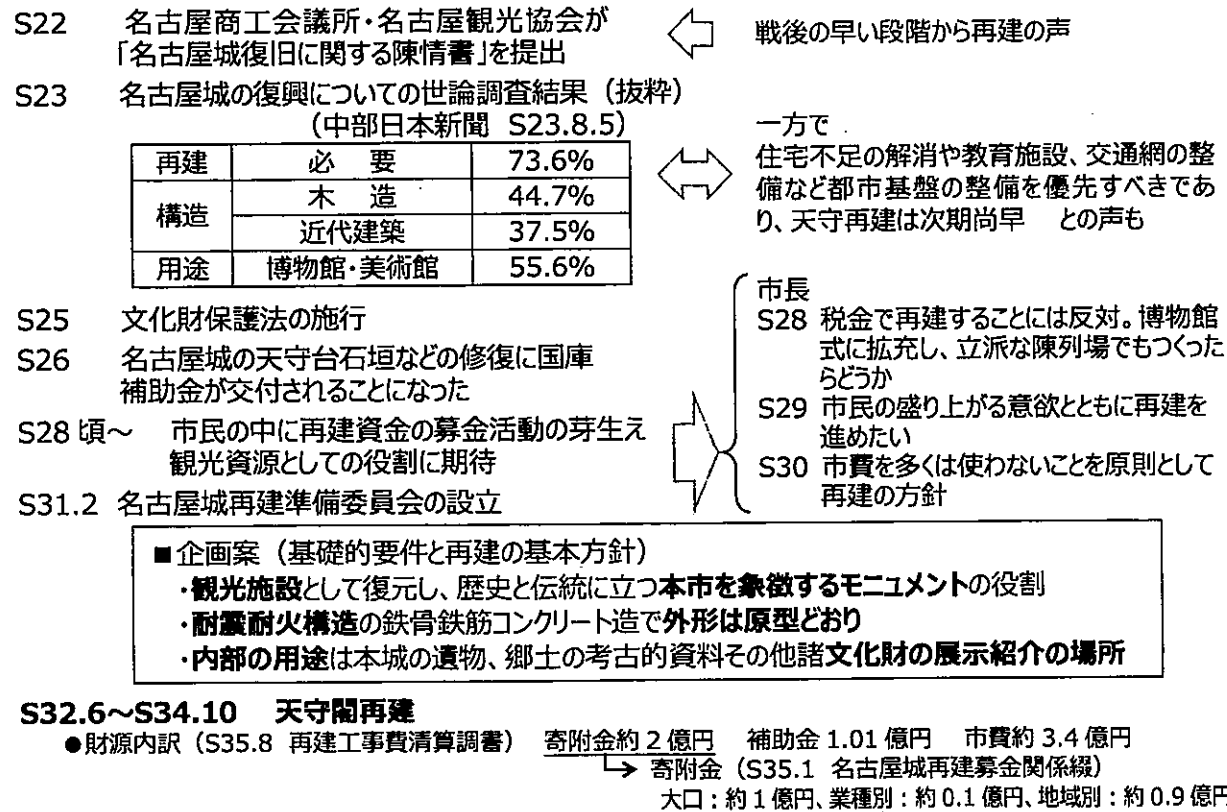 S22 名古屋商工会議所・名古屋観光協会が
「名古屋城復旧に関する陳情書」を提出
戦後の早い段階から再建の声
S23 名古屋城の復興についての世論調査結果（抜粋）
（中部日本新聞 S23.8.5）
再建 必 要 73.6%
構造 木 造 44.7%
近代建築 37.5%
用途 博物館・美術館 55.6%
一方で
住宅不足の解消や教育施設、交通網の整
備など都市基盤の整備を優先すべきであ
り、天守再建は次期尚早 との声も
S25 文化財保護法の施行
S26 名古屋城の天守台石垣などの修復に国庫
補助金が交付されることになった
S28 頃～ 市民の中に再建資金の募金活動の芽生え
観光資源としての役割に期待
S31.2 名古屋城再建準備委員会の設立
市長
S28 税金で再建することには反対。博物館
式に拡充し、立派な陳列場でもつくった
らどうか
S29 市民の盛り上がる意欲とともに再建を
進めたい
S30 市費を多くは使わないことを原則として
再建の方針
■企画案（基礎的要件と再建の基本方針）
・観光施設として復元し、歴史と伝統に立つ本市を象徴するモニュメントの役割
・耐震耐火構造の鉄骨鉄筋コンクリート造で外形は原型どおり
・内部の用途は本城の遺物、郷土の考古的資料その他諸文化財の展示紹介の場所
S32.6～S34.10 天守閣再建
●財源内訳（S35.8 再建工事費清算調書） 寄附金約 2 億円 補助金 1.01 億円 市費約 3.4 億円
寄附金（S35.1 名古屋城再建募金関係綴）
大口：約 1 億円、業種別：約 0.1 億円、地域別：約 0.9 億円